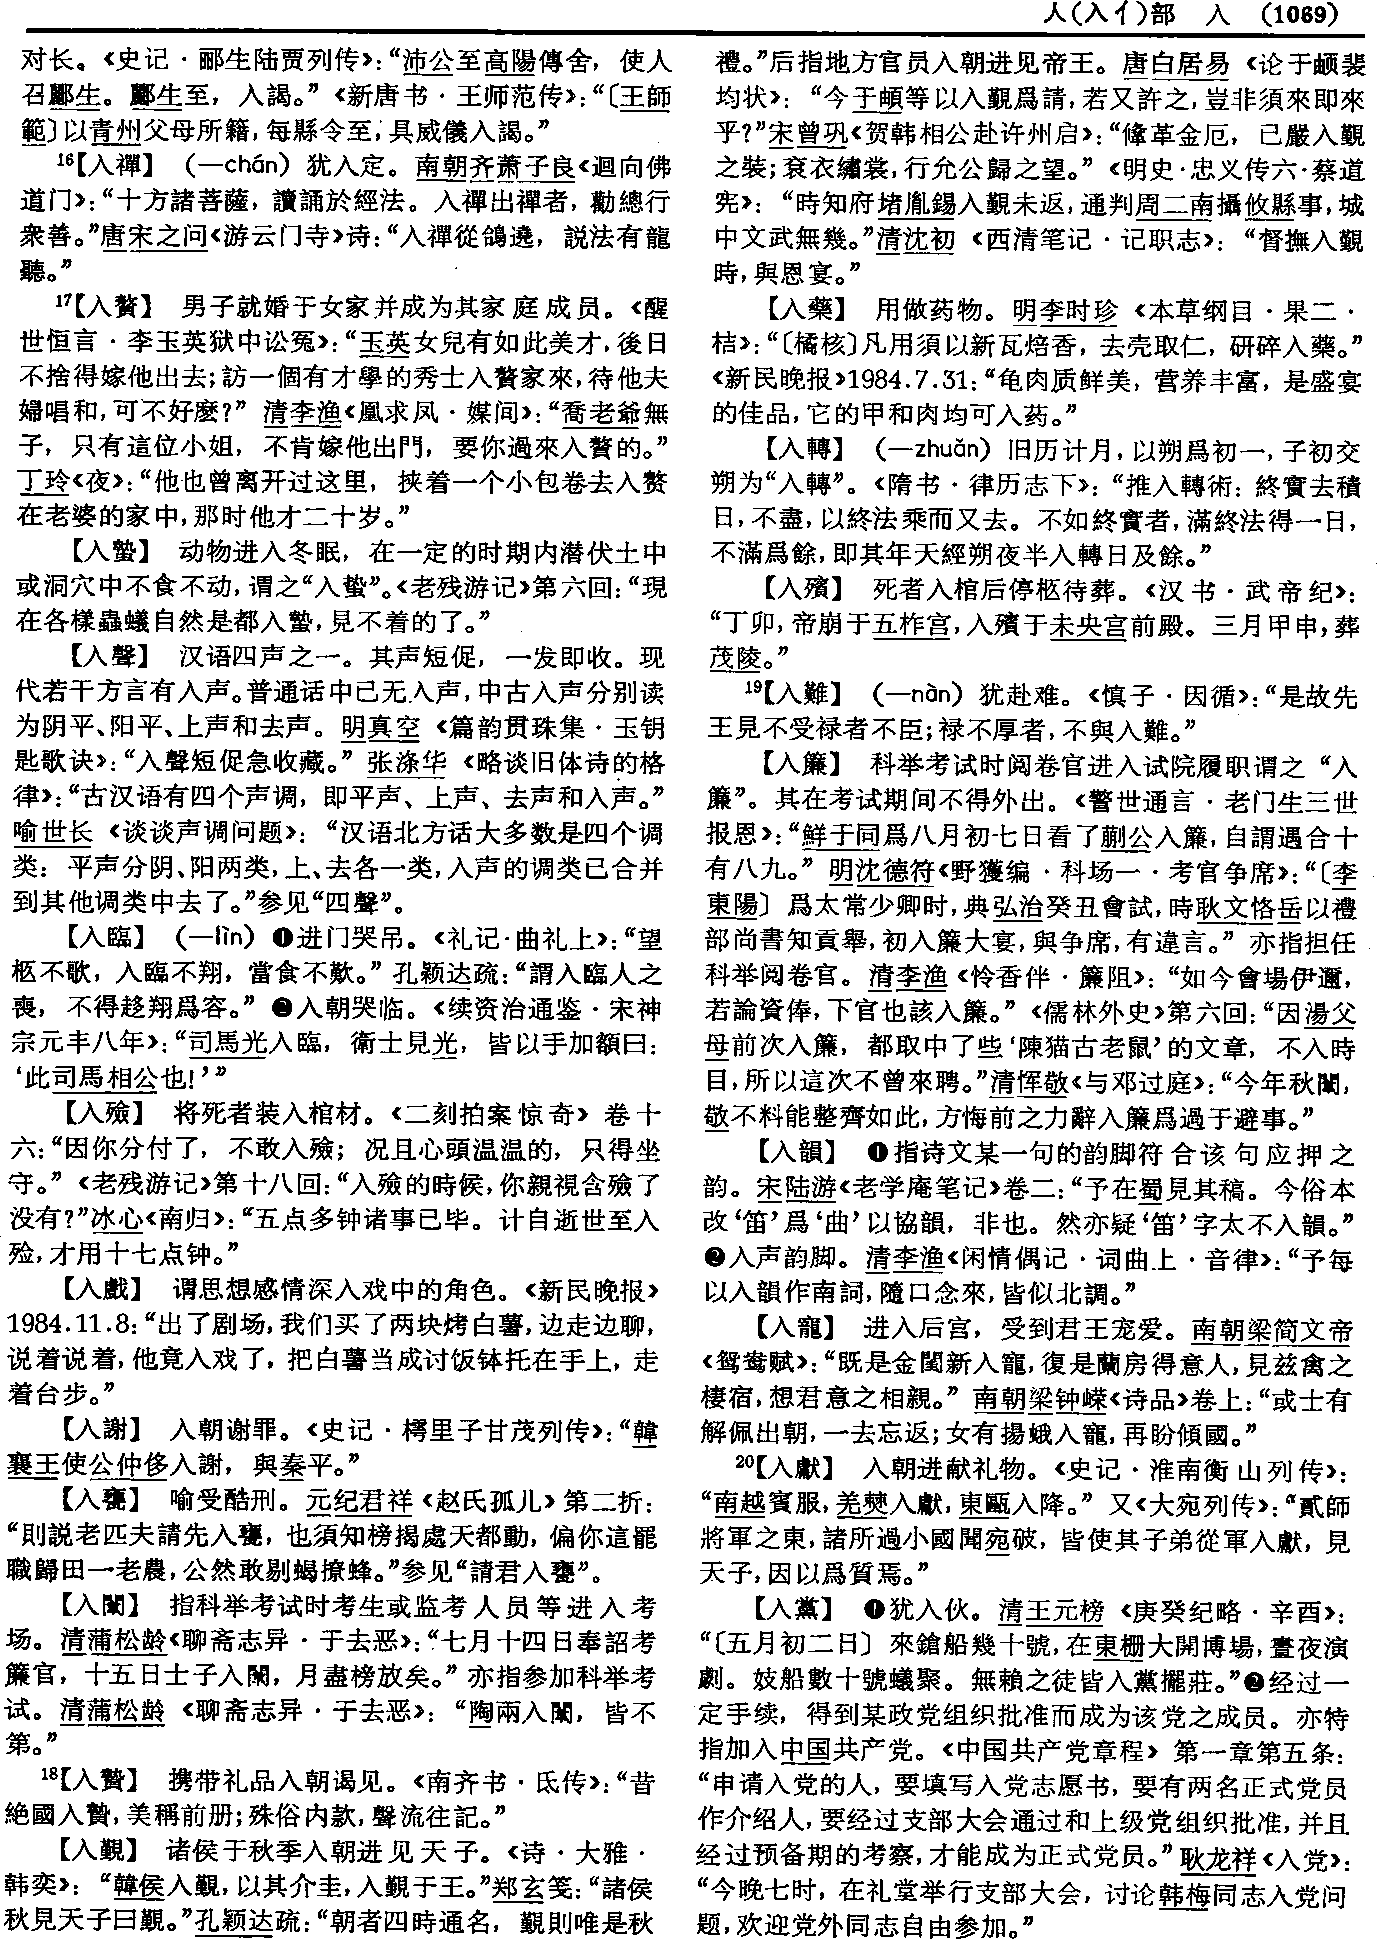 人(入亻)部　入　(1069)
对长。《史记·郦生陆贾列传》：“沛公至高陽傳舍，使人
召酈生。酈生至，入謁。”《新唐书·王师范传》：“〔王師
範〕以青州父母所籍，每縣令至，具威儀入謁。”
16【入禪】（—chán）犹入定。南朝齐萧子良《迴向佛
道门》：“十方諸菩薩，讀誦於經法。入禪出禪者，勸總行
衆善。”唐宋之问《游云门寺》诗：“入禪從鴿遶，説法有龍
聽。”
17【入贅】　男子就婚于女家并成为其家庭成员。《醒
世恒言·李玉英狱中讼冤》：“玉英女兒有如此美才，後日
不捨得嫁他出去；訪一個有才學的秀士入贅家來，待他夫
婦唱和，可不好麽？”清李渔《凰求凤·媒间》：“喬老爺無
子，只有這位小姐，不肯嫁他出門，要你過來入贅的。”
丁玲《夜》：“他也曾离开过这里，挟着一个小包卷去入赘
在老婆的家中，那时他才二十岁。”
【入蟄】　动物进入冬眠，在一定的时期内潜伏土中
或洞穴中不食不动，谓之“入蛰”。《老残游记》第六回：“現
在各樣蟲蟻自然是都入蟄，見不着的了。”
【入聲】　汉语四声之一。其声短促，一发即收。现
代若干方言有入声。普通话中已无入声，中古入声分别读
为阴平、阳平、上声和去声。明真空《篇韵贯珠集·玉钥
匙歌诀》：“入聲短促急收藏。”张涤华《略谈旧体诗的格
律》：“古汉语有四个声调，即平声、上声、去声和入声。”
喻世长《谈谈声调问题》：“汉语北方话大多数是四个调
类：平声分阴、阳两类，上、去各一类，入声的调类已合并
到其他调类中去了。”参见“四聲”。
【入臨】（—lìn）❶进门哭吊。《礼记·曲礼上》：“望
柩不歌，入臨不翔，當食不歎。”孔颖达疏：“謂入臨人之
喪，不得趍翔爲容。”❷入朝哭临。《续资治通鉴·宋神
宗元丰八年》：“司馬光入臨，衛士見光，皆以手加額曰：
‘此司馬相公也！’”
【入殮】　将死者装入棺材。《二刻拍案惊奇》卷十
六：“因你分付了，不敢入殮；况且心頭温温的，只得坐
守。”《老残游记》第十八回：“入殮的時候，你親視含殮了
没有？”冰心《南归》：“五点多钟诸事已毕。计自逝世至入
殓，才用十七点钟。”
【入戲】　谓思想感情深入戏中的角色。《新民晚报》
1984.11.8：“出了剧场，我们买了两块烤白薯，边走边聊，
说着说着，他竟入戏了，把白薯当成讨饭钵托在手上，走
着台步。”
【入謝】　入朝谢罪。《史记·樗里子甘茂列传》：“韓
襄王使公仲侈入謝，與秦平。”
【入甕】　喻受酷刑。元纪君祥《赵氏孤儿》第二折：
“則説老匹夫請先入甕，也須知榜揭處天都動，偏你這罷
職歸田一老農，公然敢剔蝎撩蜂。”参见“請君入甕”。
【入闈】　指科举考试时考生或监考人员等进入考
场。清蒲松龄《聊斋志异·于去恶》：“七月十四日奉詔考
簾官，十五日士子入闈，月盡榜放矣。”亦指参加科举考
试。清蒲松龄《聊斋志异·于去恶》：“陶兩入闈，皆不
第。”
18【入贄】　携带礼品入朝谒见。《南齐书·氐传》：“昔
絶國入贄，美稱前册；殊俗内款，聲流往記。”
【入覲】　诸侯于秋季入朝进见天子。《诗·大雅·
韩奕》：“韓侯入覲，以其介圭，入覲于王。”郑玄笺：“諸侯
秋見天子曰覲。”孔颖达疏：“朝者四時通名，覲則唯是秋
禮。”后指地方官员入朝进见帝王。唐白居易《论于頔裴
均状》：“今于頔等以入覲爲請，若又許之，豈非須來即來
乎？”宋曾巩《贺韩相公赴许州启》：“鞗革金厄，已嚴入覲
之裝；衮衣繡裳，行允公歸之望。”《明史·忠义传六·蔡道
宪》：“時知府堵胤錫入覲未返，通判周二南攝攸縣事，城
中文武無幾。”清沈初《西清笔记·记职志》：“督撫入覲
時，與恩宴。”
【入藥】　用做药物。明李时珍《本草纲目·果二·
桔》：“〔橘核〕凡用須以新瓦焙香，去壳取仁，研碎入藥。”
《新民晚报》1984.7.31：“龟肉质鲜美，营养丰富，是盛宴
的佳品，它的甲和肉均可入药。”
【入轉】（—zhuǎn）旧历计月，以朔爲初一，子初交
朔为“入轉”。《隋书·律历志下》：“推入轉術：終實去積
日，不盡，以終法乘而又去。不如終實者，滿終法得一日，
不滿爲餘，即其年天經朔夜半入轉日及餘。”
【入殯】　死者入棺后停柩待葬。《汉书·武帝纪》：
“丁卯，帝崩于五柞宫，入殯于未央宫前殿。三月甲申，葬
茂陵。”
19【入難】（—nàn）犹赴难。《慎子·因循》：“是故先
王見不受禄者不臣；禄不厚者，不與入難。”
【入簾】　科举考试时阅卷官进入试院履职谓之“入
簾”。其在考试期间不得外出。《警世通言·老门生三世
报恩》：“鮮于同爲八月初七日看了蒯公入簾，自謂遇合十
有八九。”明沈德符《野獲编·科场一·考官争席》：“〔李
東陽〕爲太常少卿时，典弘治癸丑會試，時耿文恪岳以禮
部尚書知貢舉，初入簾大宴，與争席，有違言。”亦指担任
科举阅卷官。清李渔《怜香伴·簾阻》：“如今會場伊邇，
若論資俸，下官也該入簾。”《儒林外史》第六回：“因湯父
母前次入簾，都取中了些‘陳猫古老鼠’的文章，不入時
目，所以這次不曾來聘。”清恽敬《与邓过庭》：“今年秋闈，
敬不料能整齊如此，方悔前之力辭入簾爲過于避事。”
【入韻】　❶指诗文某一句的韵脚符合该句应押之
韵。宋陆游《老学庵笔记》卷二：“予在蜀見其稿。今俗本
改‘笛’爲‘曲’以協韻，非也。然亦疑‘笛’字太不入韻。”
❷入声韵脚。清李渔《闲情偶记·词曲上·音律》：“予每
以入韻作南詞，隨口念來，皆似北調。”
【入寵】　进入后宫，受到君王宠爱。南朝梁简文帝
《鸳鸯赋》：“既是金閨新入寵，復是蘭房得意人，見兹禽之
棲宿，想君意之相親。”南朝梁钟嵘《诗品》卷上：“或士有
解佩出朝，一去忘返；女有揚蛾入寵，再盼傾國。”
20【入獻】　入朝进献礼物。《史记·淮南衡山列传》：
“南越賓服，羌僰入獻，東甌入降。”又《大宛列传》：“貳師
將軍之東，諸所過小國聞宛破，皆使其子弟從軍入獻，見
天子，因以爲質焉。”
【入黨】　❶犹入伙。清王元榜《庚癸纪略·辛酉》：
“〔五月初二日〕來鎗船幾十號，在東栅大開博場，晝夜演
劇。妓船數十號蟻聚。無賴之徒皆入黨擺莊。”❷经过一
定手续，得到某政党组织批准而成为该党之成员。亦特
指加入中国共产党。《中国共产党章程》第一章第五条：
“申请入党的人，要填写入党志愿书，要有两名正式党员
作介绍人，要经过支部大会通过和上级党组织批准，并且
经过预备期的考察，才能成为正式党员。”耿龙祥《入党》：
“今晚七时，在礼堂举行支部大会，讨论韩梅同志入党问
题，欢迎党外同志自由参加。”